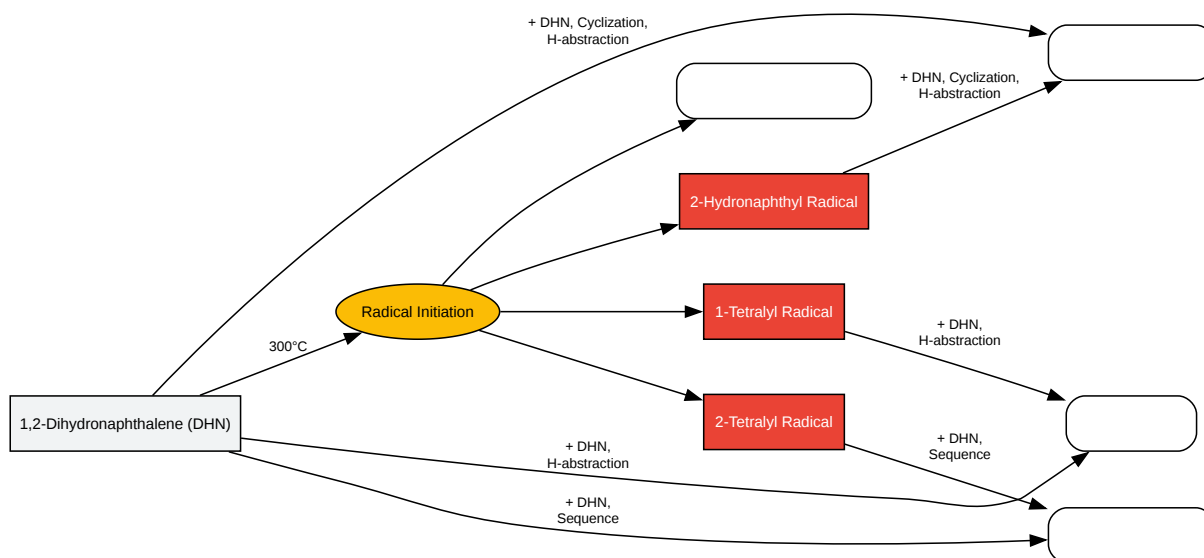 + DHN, Cyclization,
H-abstraction
+ DHN, Cyclization,
H-abstraction
2-Hydronaphthyl Radical
Radical Initiation
1-Tetralyl Radical
+ DHN,
H-abstraction
300°C
1,2-Dihydronaphthalene (DHN)
2-Tetralyl Radical
+ DHN,
H-abstraction
+ DHN,
Sequence
+ DHN,
Sequence